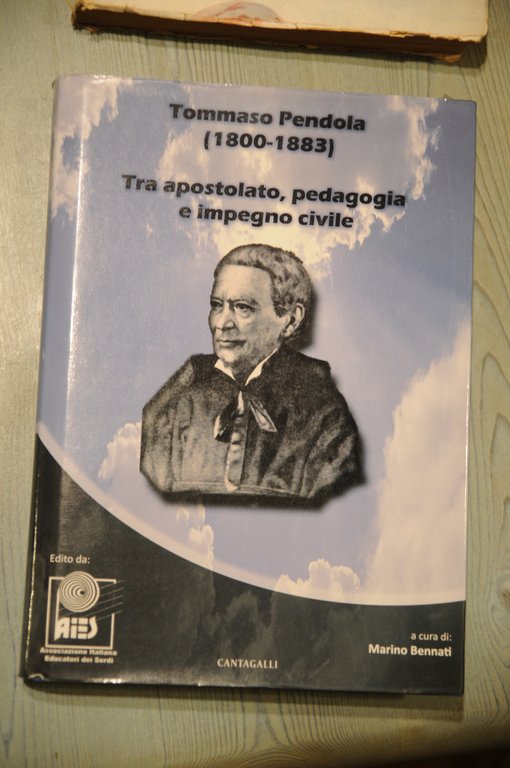 Tommaso Pendola
(1800-1883)
Tra apostolato, pedagogia
e impegno civile
Edito da:
AiES
Associazione Italiana
Educatori dei Sordi
CANTAGALLI
a cura di:
Marino Bennati